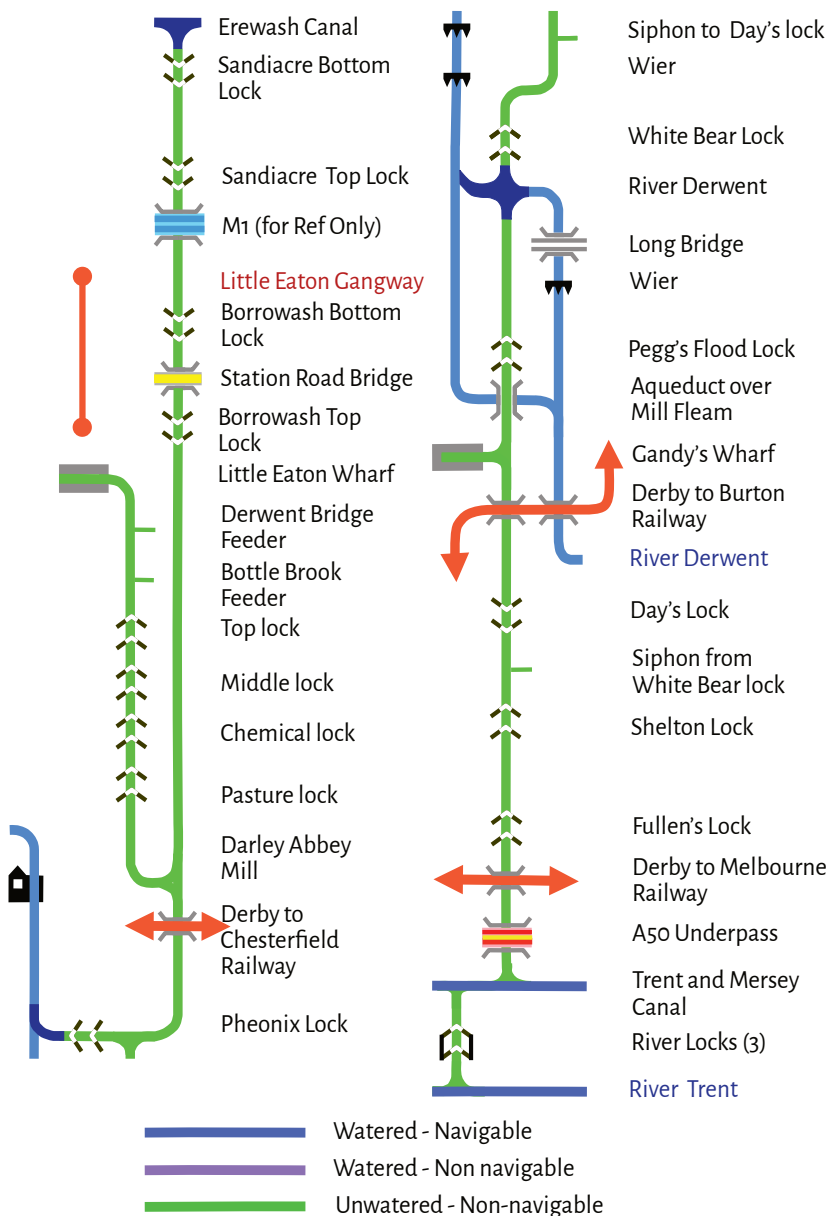 Erewash Canal
Sandiacre Bottom
Lock
Sandiacre Top Lock
M1 (for Ref Only)
Little Eaton Gangway
Borrowash Bottom
Lock
Station Road Bridge
Borrowash Top
Lock
Little Eaton Wharf
Derwent Bridge
Feeder
Bottle Brook
Feeder
Top lock
Middle lock
Chemical lock
Pasture lock
Darley Abbey
Mill
Derby to
Chesterfield
Railway
Pheonix Lock
Siphon to Day's lock
Wier
White Bear Lock
River Derwent
Long Bridge
Wier
Pegg's Flood Lock
Aqueduct over
Mill Fleam
Gandy's Wharf
Derby to Burton
Railway
River Derwent
Day's Lock
Siphon from
White Bear lock
Shelton Lock
Fullen's Lock
Derby to Melbourne
Railway
A50 Underpass
Trent and Mersey
Canal
River Locks (3)
River Trent
Watered - Navigable
Watered - Non navigable
Unwatered - Non-navigable